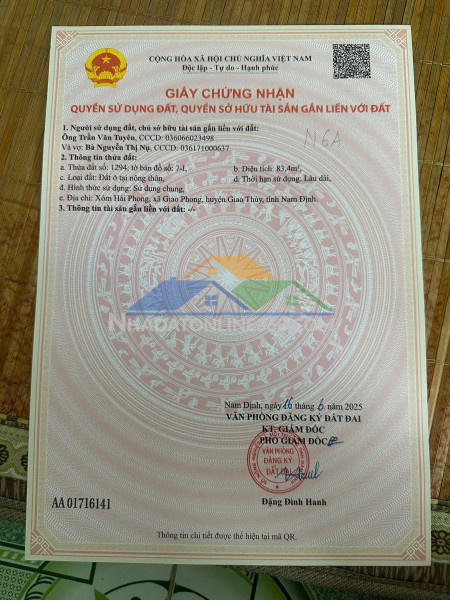 CỘNG HÒA XÃ HỘI CHỦ NGHĨA VIỆT NAM
Độc lập - Tự do - Hạnh phúc
GIẤY CHỨNG NHẬN
QUYỀN SỬ DỤNG ĐẤT, QUYỀN SỞ HỮU TÀI SẢN GẮN LIỀN VỚI ĐẤT
1. Người sử dụng đất, chủ sở hữu tài sản gắn liền với đất:
Ông Trần Văn Tuyên, CCCD: 036066023498
Và vợ: Bà Nguyễn Thị Nụ, CCCD: 036171000637
N6A
2. Thông tin thửa đất:
a. Thửa đất số: 1294; tờ bản đồ số: 7-I, b. Diện tích: 83,4m²,
c. Loại đất: Đất ở tại nông thôn, d. Thời hạn sử dụng: Lâu dài,
đ. Hình thức sử dụng: Sử dụng chung,
e. Địa chỉ: Xóm Hải Phong, xã Giao Phong, huyện Giao Thủy, tỉnh Nam Định.
3. Thông tin tài sản gắn liền với đất: -/-
Nam Định, ngày 16 tháng 6 năm 2025
VĂN PHÒNG ĐĂNG KÝ ĐẤT ĐAI
KT. GIÁM ĐỐC
PHÓ GIÁM ĐỐC
VĂN PHÒNG
ĐĂNG KÝ
Đặng Đình Hanh
AA 01716141
Thông tin chi tiết được thể hiện tại mã QR.